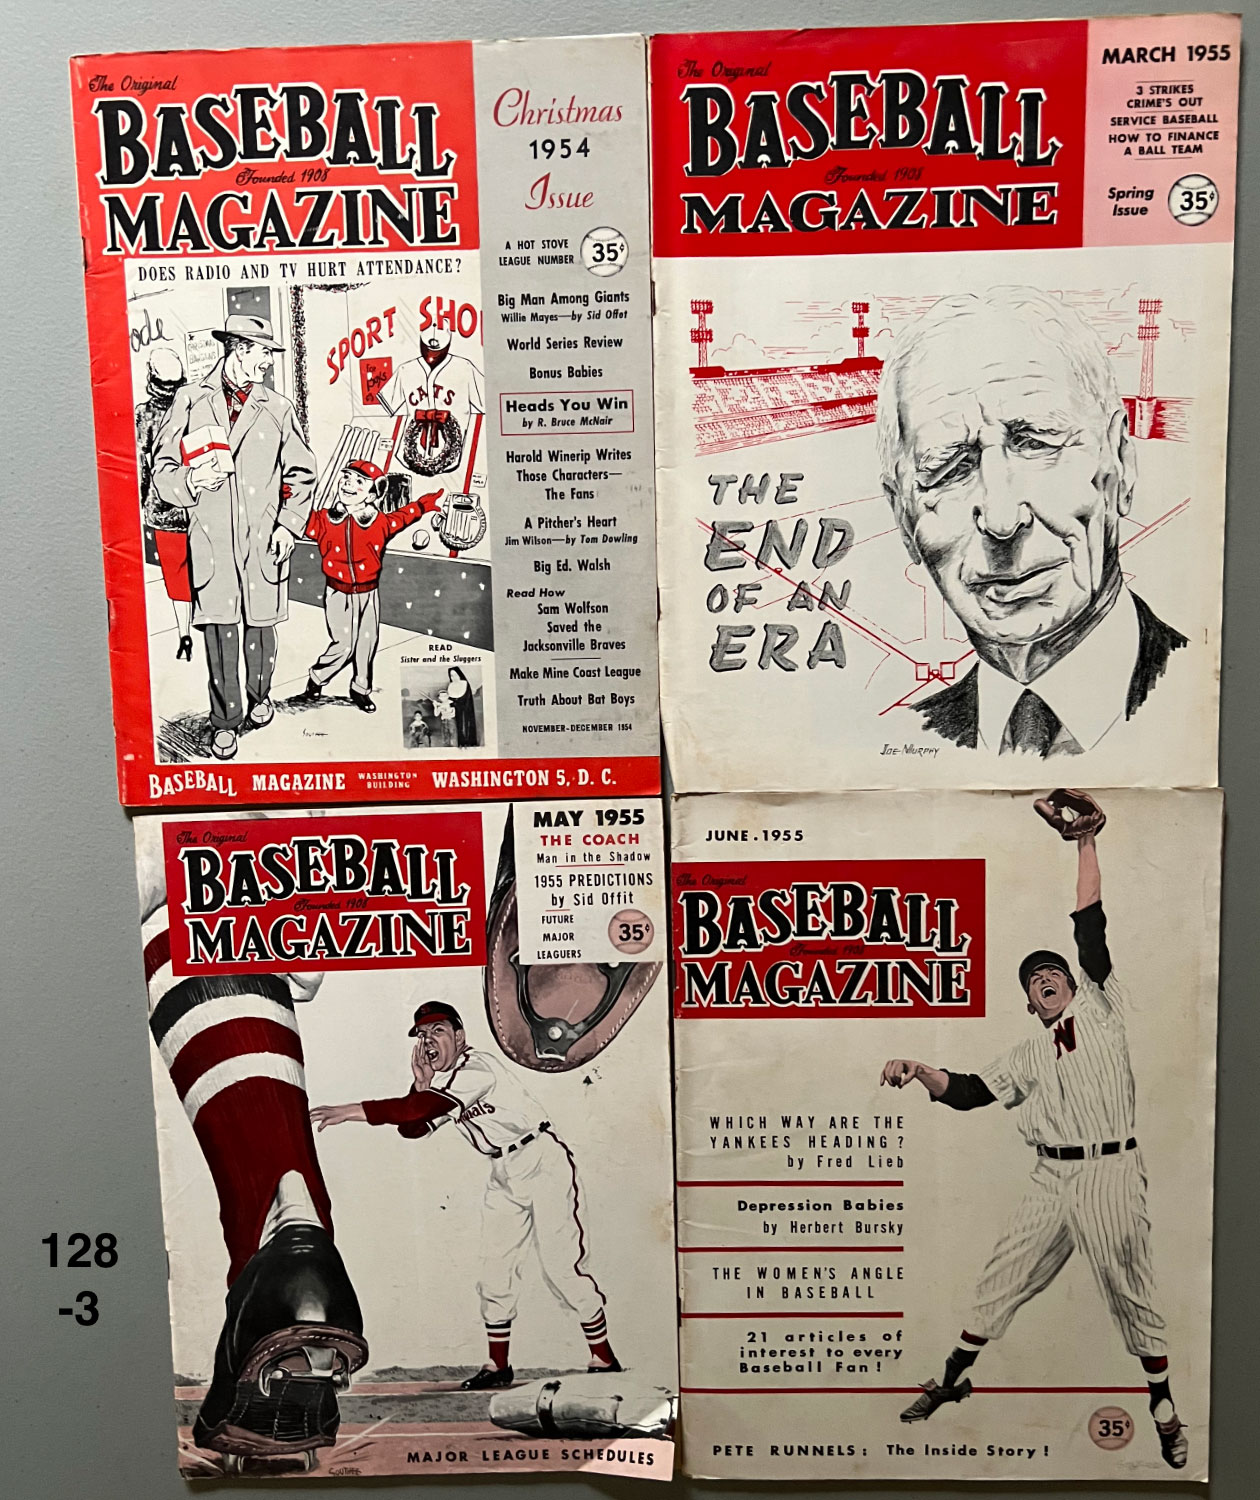 The Original
BASEBALL
Founded 1908
MAGAZINE
Christmas
1954
Issue
A HOT STOVE
LEAGUE NUMBER
35¢
DOES RADIO AND TV HURT ATTENDANCE?
SPORT SHO
CATS
Big Man Among Giants
Willie Mayes—by Sid Offet
World Series Review
Bonus Babies
Heads You Win
by R. Bruce McNair
Harold Winerip Writes
Those Characters—
The Fans
A Pitcher's Heart
Jim Wilson—by Tom Dowling
Big Ed. Walsh
Read How
Sam Wolfson
Saved the
Jacksonville Braves
Make Mine Coast League
Truth About Bat Boys
NOVEMBER-DECEMBER 1954
READ
Sister and the Sluggers
BASEBALL MAGAZINE WASHINGTON BUILDING WASHINGTON 5, D. C.
The Original
BASEBALL
Founded 1908
MAGAZINE
MARCH 1955
3 STRIKES
CRIME'S OUT
SERVICE BASEBALL
HOW TO FINANCE
A BALL TEAM
Spring
Issue
35¢
THE
END
OF AN
ERA
JOE MURPHY
The Original
BASEBALL
Founded 1908
MAGAZINE
MAY 1955
THE COACH
Man in the Shadow
1955 PREDICTIONS
by Sid Offit
FUTURE
MAJOR
LEAGUERS
35¢
MAJOR LEAGUE SCHEDULES
JUNE . 1955
The Original
BASEBALL
Founded 1908
MAGAZINE
N
WHICH WAY ARE THE
YANKEES HEADING?
by Fred Lieb
Depression Babies
by Herbert Bursky
THE WOMEN'S ANGLE
IN BASEBALL
21 articles of
interest to every
Baseball Fan!
35¢
PETE RUNNELS: The Inside Story!
128
-3